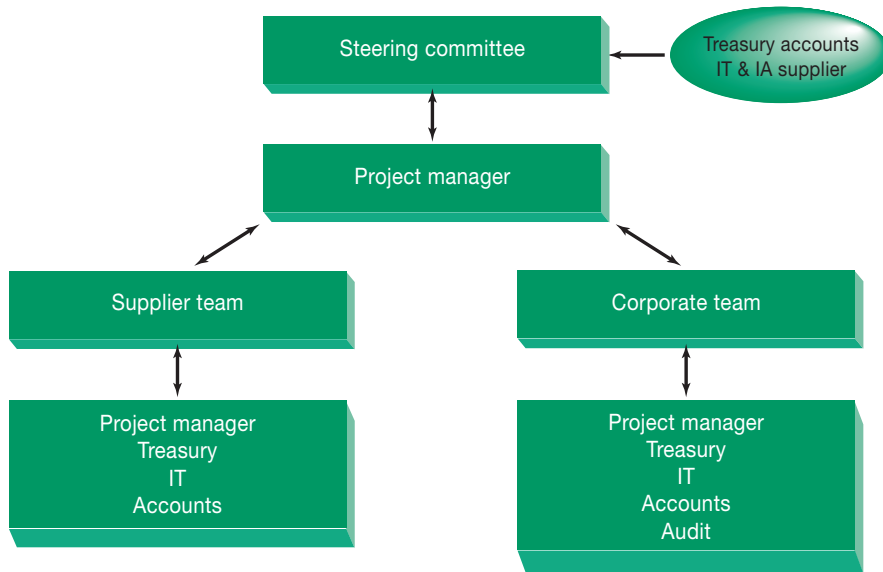 Steering committee
Treasury accounts
IT & IA supplier
Project manager
Supplier team
Corporate team
Project manager
Treasury
IT
Accounts
Project manager
Treasury
IT
Accounts
Audit